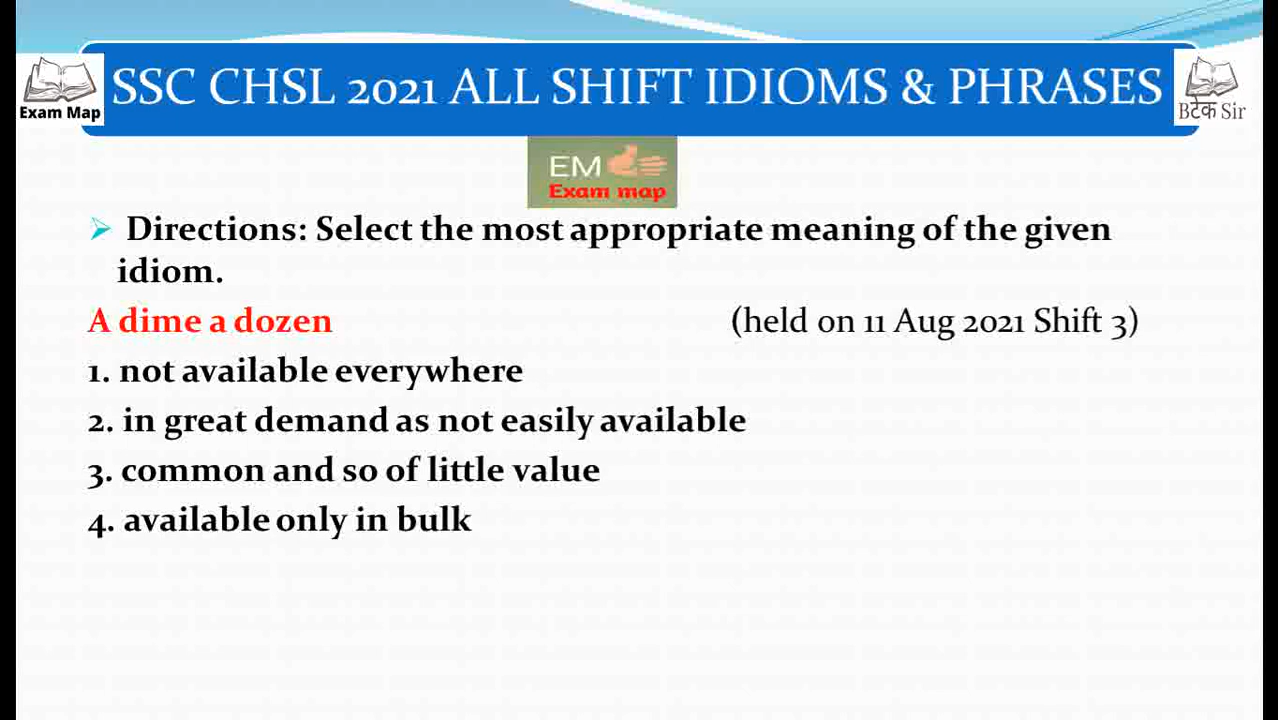 SSC CHSL 2021 ALL SHIFT IDIOMS & PHRASES
Exam Map
Bटेक Sir
EM
Exam map
Directions: Select the most appropriate meaning of the given
idiom.
A dime a dozen (held on 11 Aug 2021 Shift 3)
1. not available everywhere
2. in great demand as not easily available
3. common and so of little value
4. available only in bulk